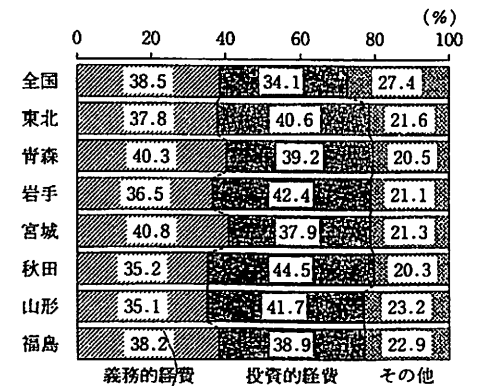 (%)
0 20 40 60 80 100
全国 38.5 34.1 27.4
東北 37.8 40.6 21.6
青森 40.3 39.2 20.5
岩手 36.5 42.4 21.1
宮城 40.8 37.9 21.3
秋田 35.2 44.5 20.3
山形 35.1 41.7 23.2
福島 38.2 38.9 22.9
義務的経費 投資的経費 その他